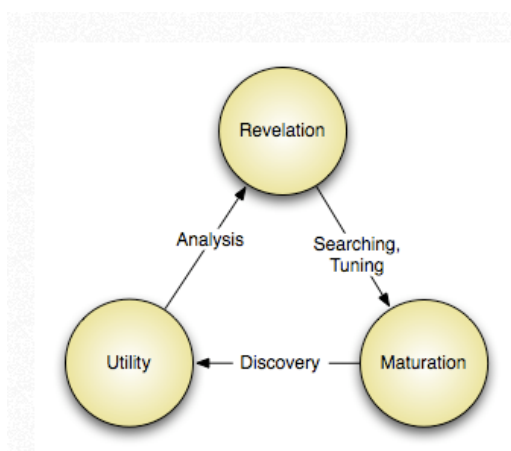 Revelation
Analysis
Searching,
Tuning
Utility
Discovery
Maturation